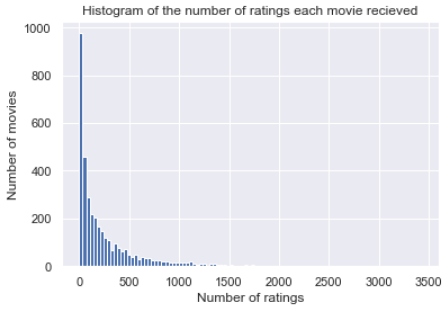 Histogram of the number of ratings each movie recieved
1000
800
600
400
200
0
Number of movies
0 500 1000 1500 2000 2500 3000 3500
Number of ratings